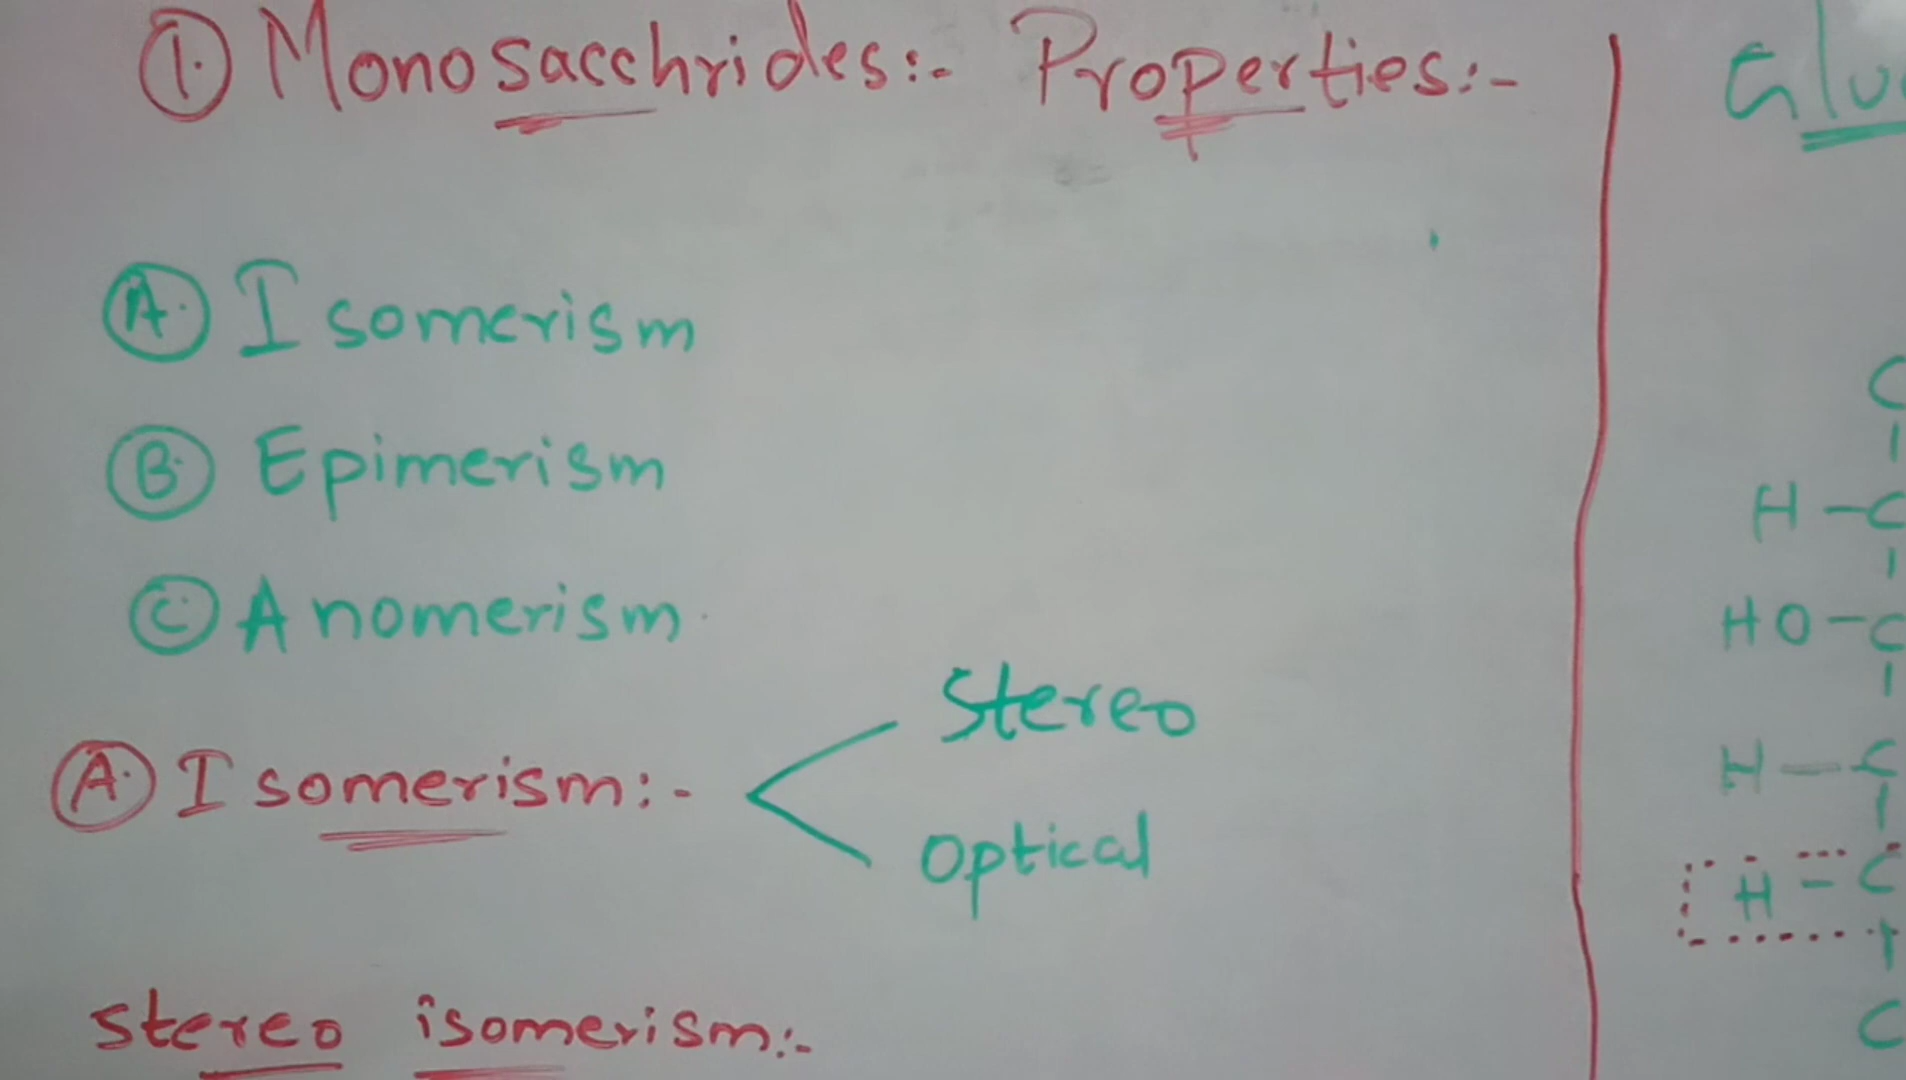 ① Monosacchrides:- Properties:-
Ⓐ Isomerism
Ⓑ Epimerism
Ⓒ Anomerism
Ⓐ Isomerism:-
Stereo
Optical
Stereo isomerism:-
C
H-C
HO-C
H-C
H-C
C